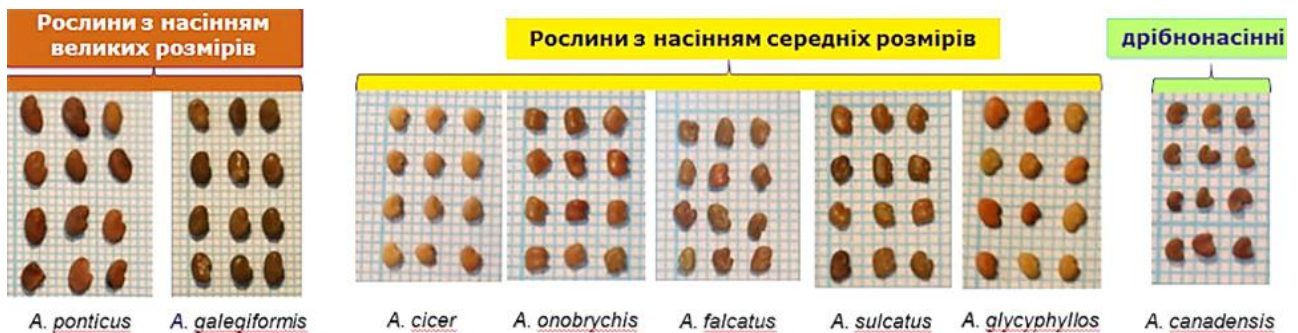 Рослини з насінням
великих розмірів
Рослини з насінням середніх розмірів
дрібнонасінні
A. ponticus
A. galegiformis
A. cicer
A. onobrychis
A. falcatus
A. sulcatus
A. glycyphyllos
A. canadensis